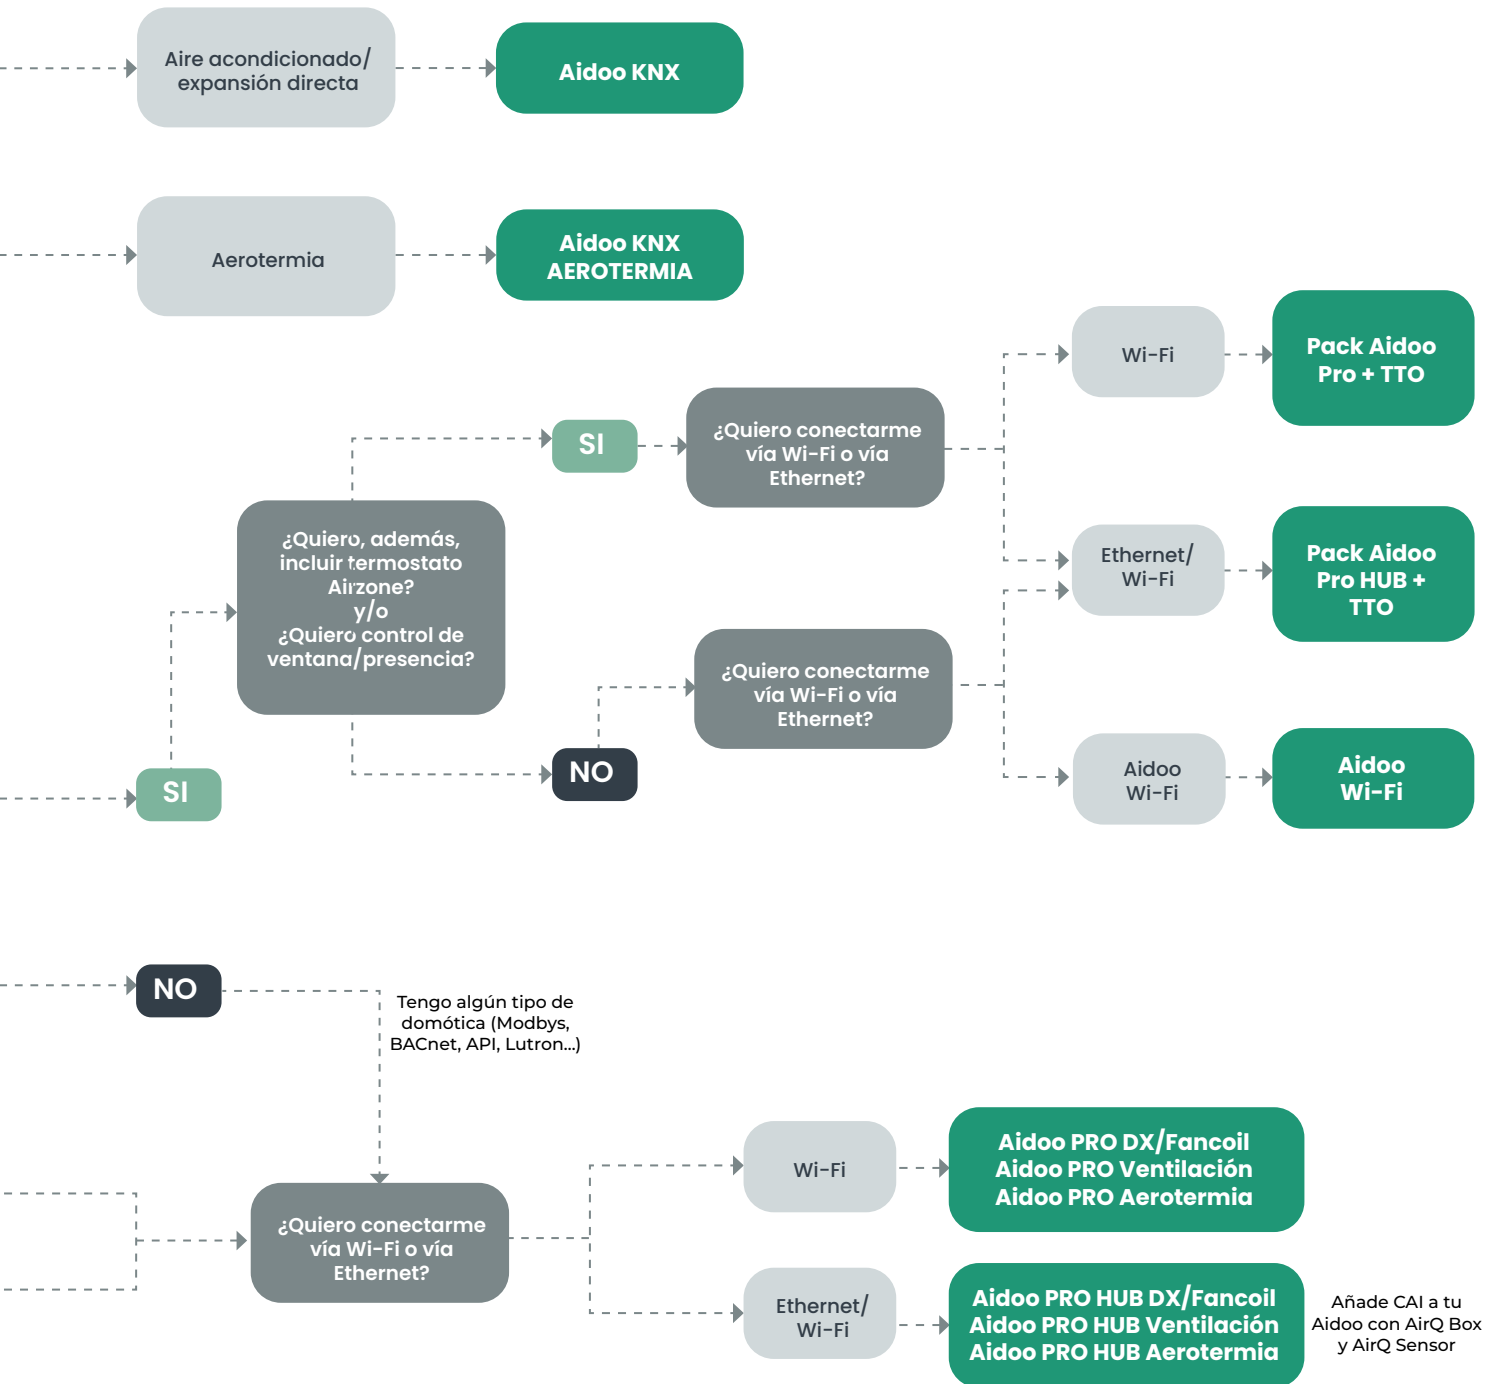 Aire acondicionado/
expansión directa
Aidoo KNX
Aerotermia
Aidoo KNX
AEROTERMIA
Wi-Fi
Pack Aidoo
Pro + TTO
SI
¿Quiero conectarme
vía Wi-Fi o vía
Ethernet?
¿Quiero, además,
incluir termostato
Airzone?
y/o
¿Quiero control de
ventana/presencia?
Ethernet/
Wi-Fi
Pack Aidoo
Pro HUB +
TTO
¿Quiero conectarme
vía Wi-Fi o vía
Ethernet?
SI
NO
Aidoo
Wi-Fi
Aidoo
Wi-Fi
NO
Tengo algún tipo de
domótica (Modbys,
BACnet, API, Lutron...)
¿Quiero conectarme
vía Wi-Fi o vía
Ethernet?
Wi-Fi
Aidoo PRO DX/Fancoil
Aidoo PRO Ventilación
Aidoo PRO Aerotermia
Ethernet/
Wi-Fi
Aidoo PRO HUB DX/Fancoil
Aidoo PRO HUB Ventilación
Aidoo PRO HUB Aerotermia
Añade CAI a tu
Aidoo con AirQ Box
y AirQ Sensor